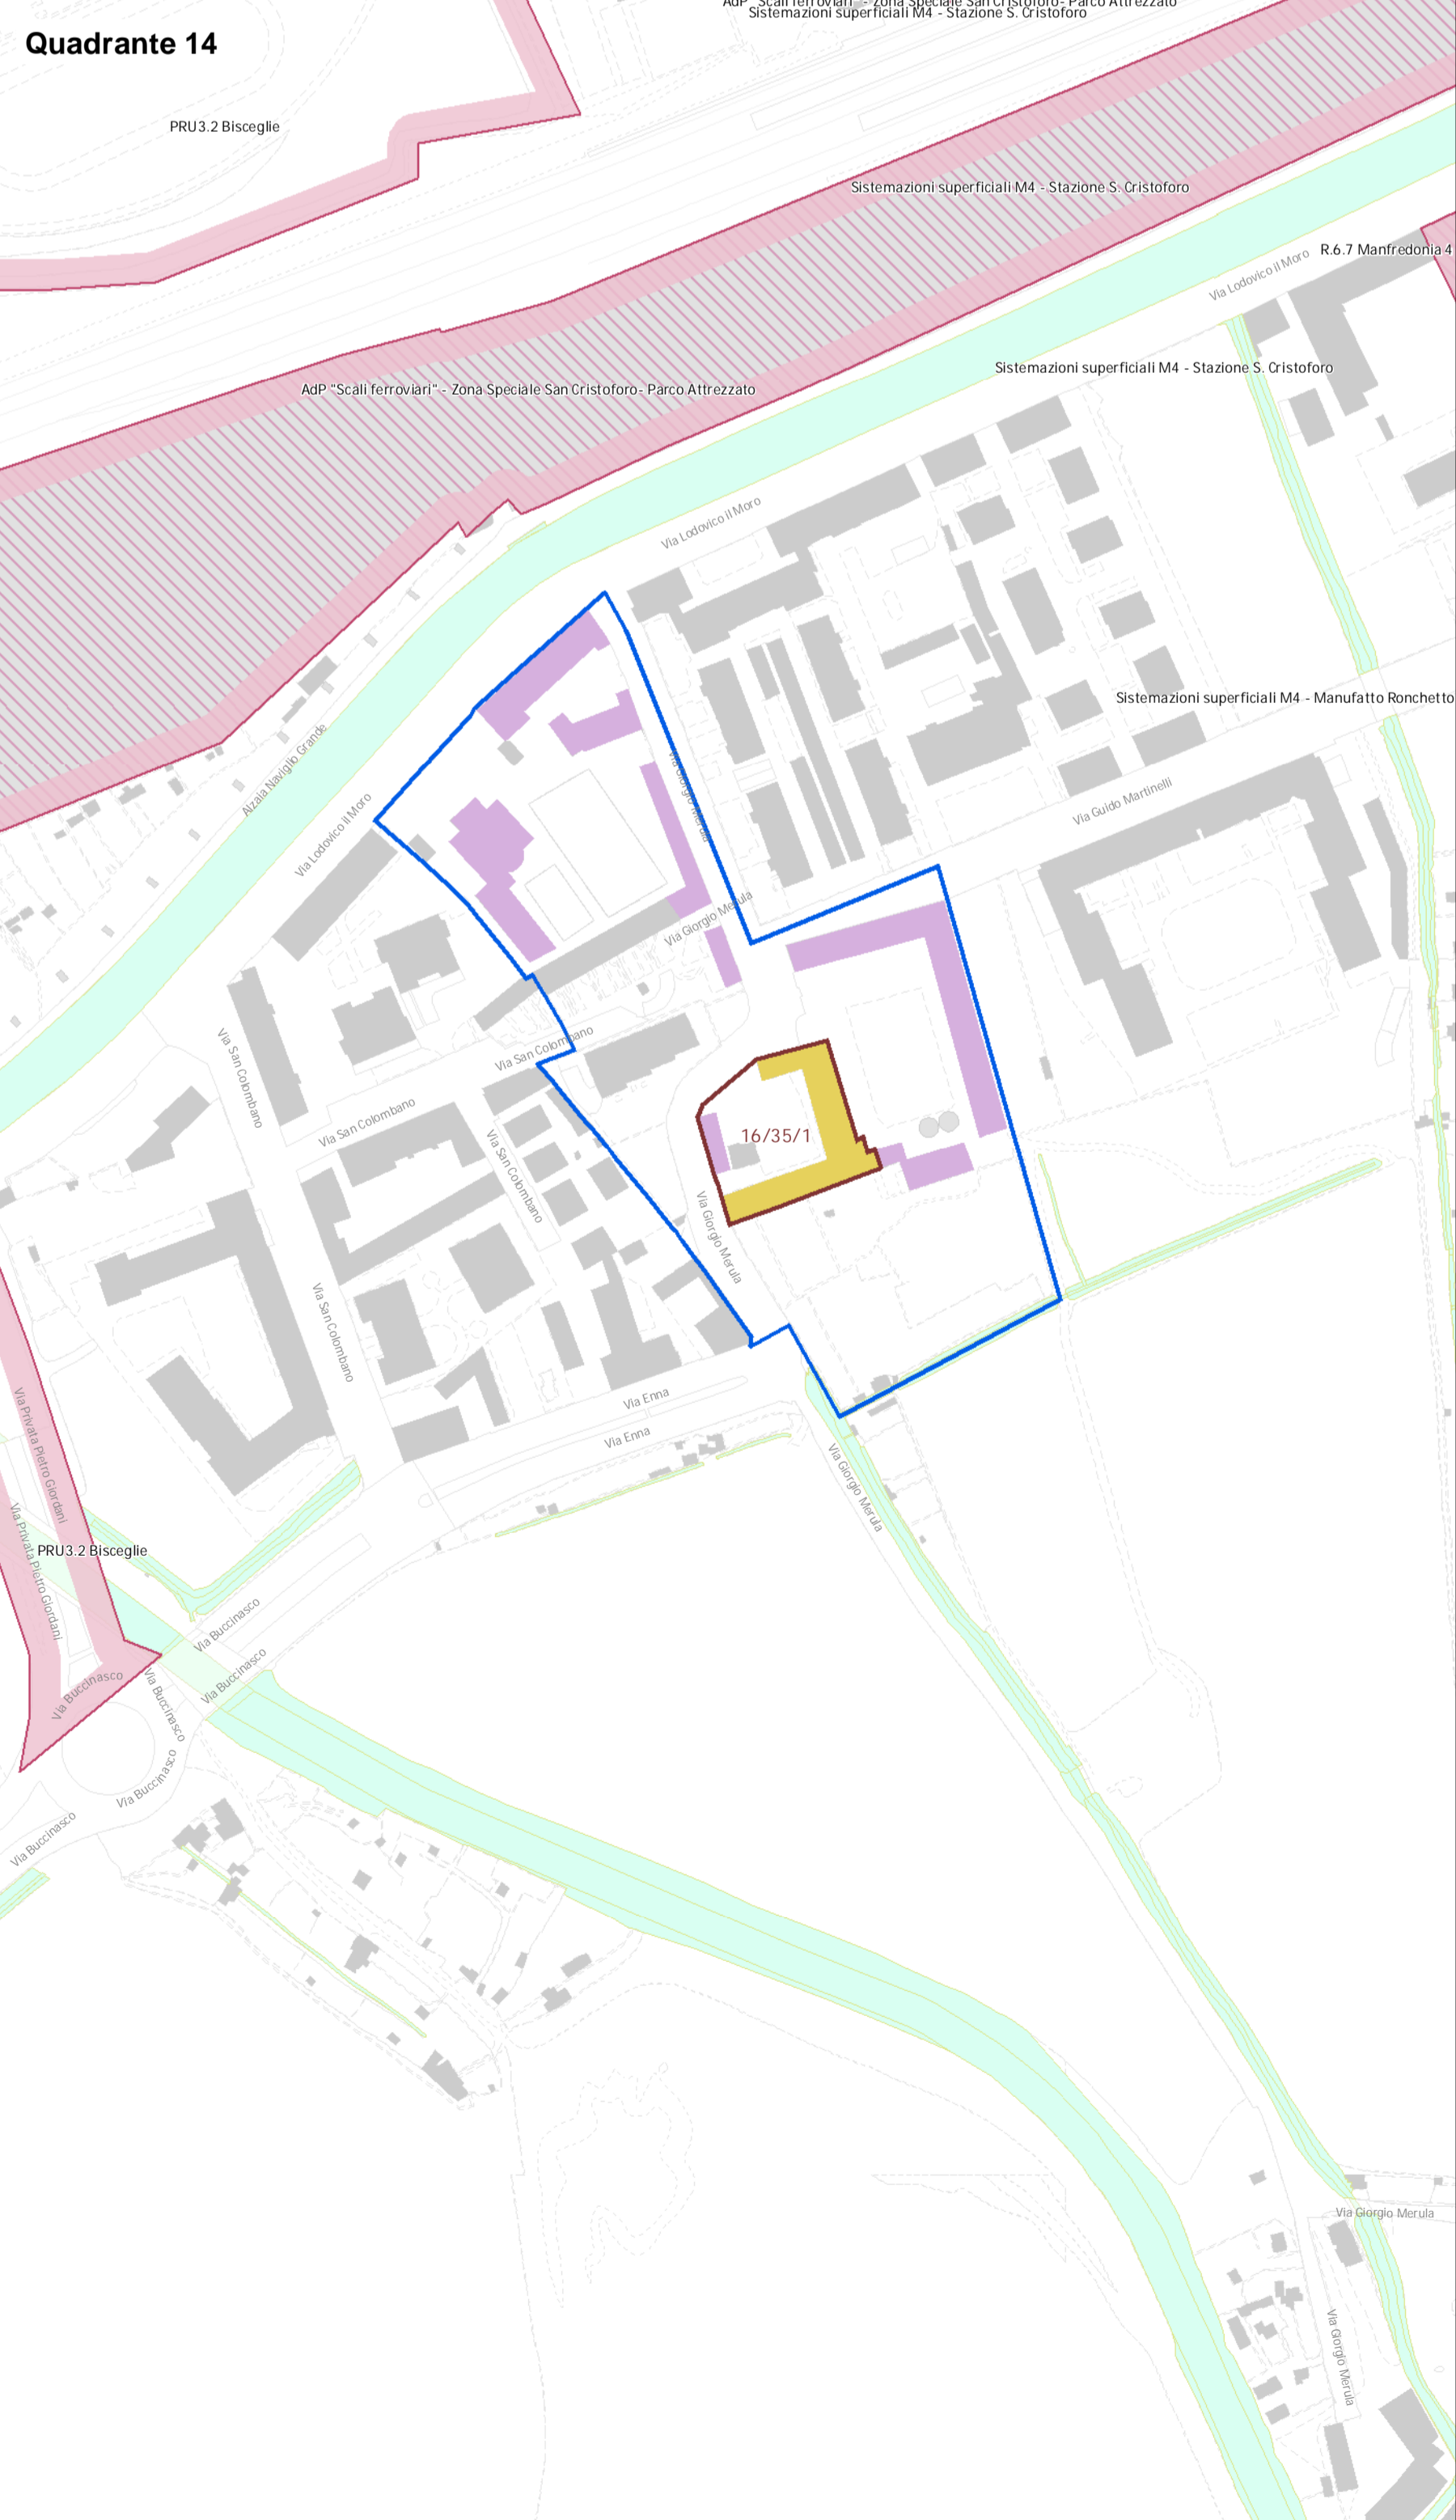 AdP "Scali ferroviari" - Zona Speciale San Cristoforo- Parco Attrezzato
Sistemazioni superficiali M4 - Stazione S. Cristoforo
Quadrante 14
PRU3.2 Bisceglie
Sistemazioni superficiali M4 - Stazione S. Cristoforo
R.6.7 Manfredonia 4
Via Lodovico il Moro
Sistemazioni superficiali M4 - Stazione S. Cristoforo
AdP "Scali ferroviari" - Zona Speciale San Cristoforo- Parco Attrezzato
Via Lodovico il Moro
Sistemazioni superficiali M4 - Manufatto Ronchetto
Alzaia Naviglio Grande
Via Giorgio Merula
Via Guido Martinelli
Via Lodovico il Moro
Via Giorgio Merula
Via San Colombano
Via San Colombano
Via San Colombano
16/35/1
Via San Colombano
Via Giorgio Merula
Via San Colombano
Via Enna
Via Enna
Via Privata Pietro Giordani
Via Giorgio Merula
Via Privata Pietro Giordani
PRU3.2 Bisceglie
Via Buccinasco
Via Buccinasco
Via Buccinasco
Via Buccinasco
Via Buccinasco
Via Buccinasco
Via Giorgio Merula
Via Giorgio Merula